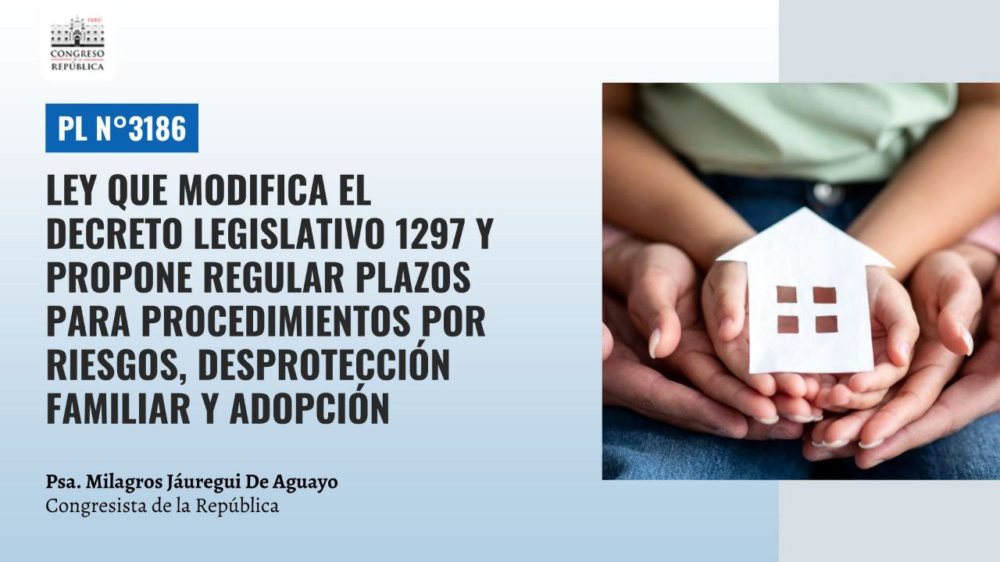 PERÚ
CONGRESO
de la
REPÚBLICA
PL N°3186
LEY QUE MODIFICA EL
DECRETO LEGISLATIVO 1297 Y
PROPONE REGULAR PLAZOS
PARA PROCEDIMIENTOS POR
RIESGOS, DESPROTECCIÓN
FAMILIAR Y ADOPCIÓN
Psa. Milagros Jáuregui De Aguayo
Congresista de la República